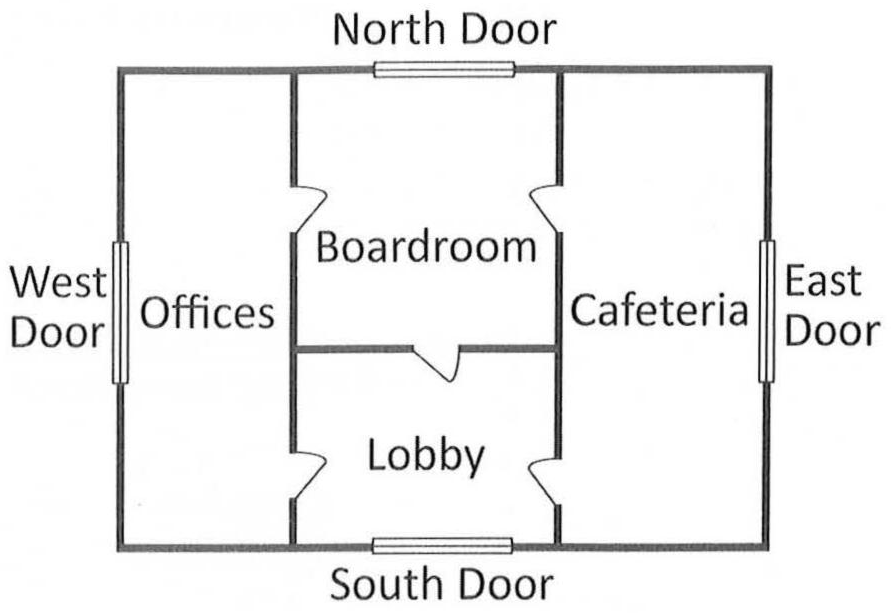 North Door
Boardroom
West
Door
Offices
Cafeteria
East
Door
Lobby
South Door